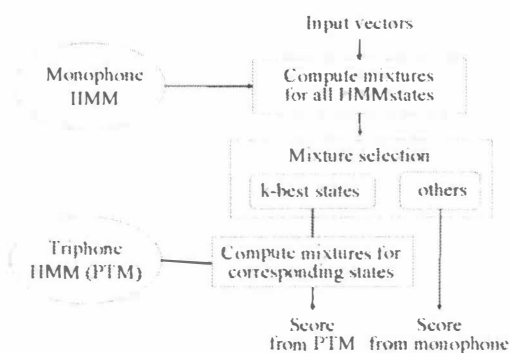 Input vectors
Monophone
HMM
Compute mixtures
for all HMMstates
Mixture selection
k-best states
others
Triphone
HMM (PTM)
Compute mixtures for
corresponding states
Score
from PTM
Score
from monophone